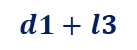 d1 + l3